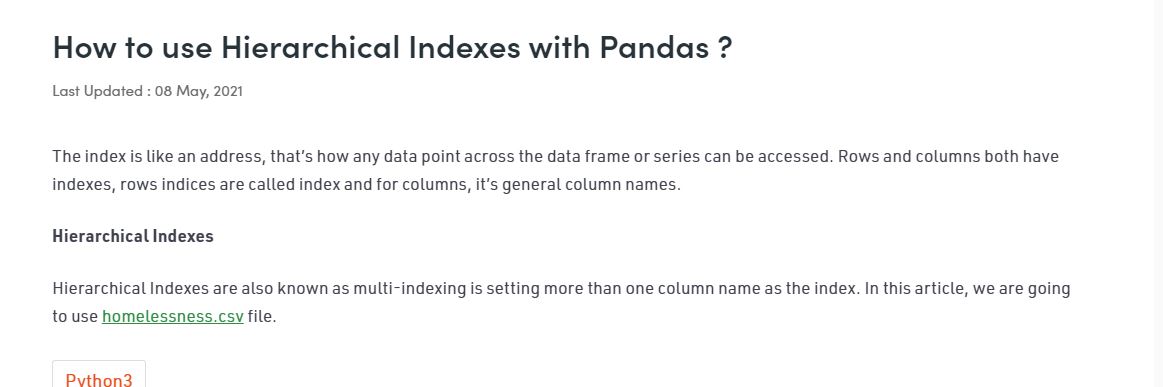 How to use Hierarchical Indexes with Pandas ?
Last Updated : 08 May, 2021
The index is like an address, that’s how any data point across the data frame or series can be accessed. Rows and columns both have
indexes, rows indices are called index and for columns, it’s general column names.
Hierarchical Indexes
Hierarchical Indexes are also known as multi-indexing is setting more than one column name as the index. In this article, we are going
to use homelessness.csv file.
Python3